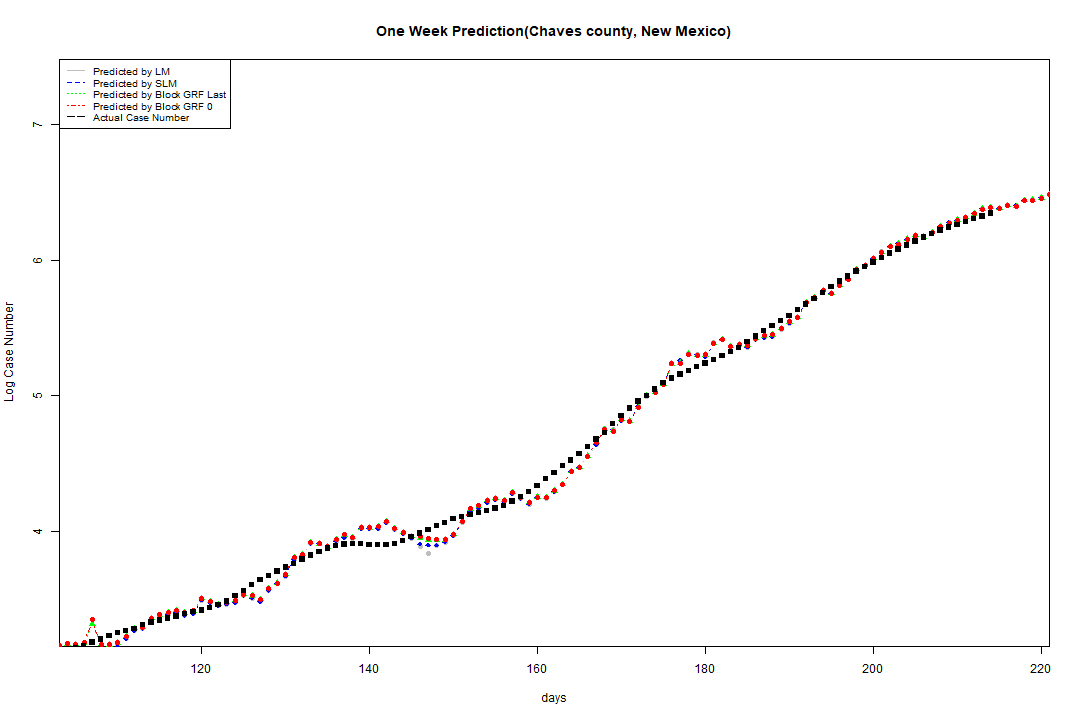 One Week Prediction(Chaves county, New Mexico)
Predicted by LM
Predicted by SLM
Predicted by Block GRF Last
Predicted by Block GRF 0
Actual Case Number
7
6
5
4
Log Case Number
120 140 160 180 200 220
days